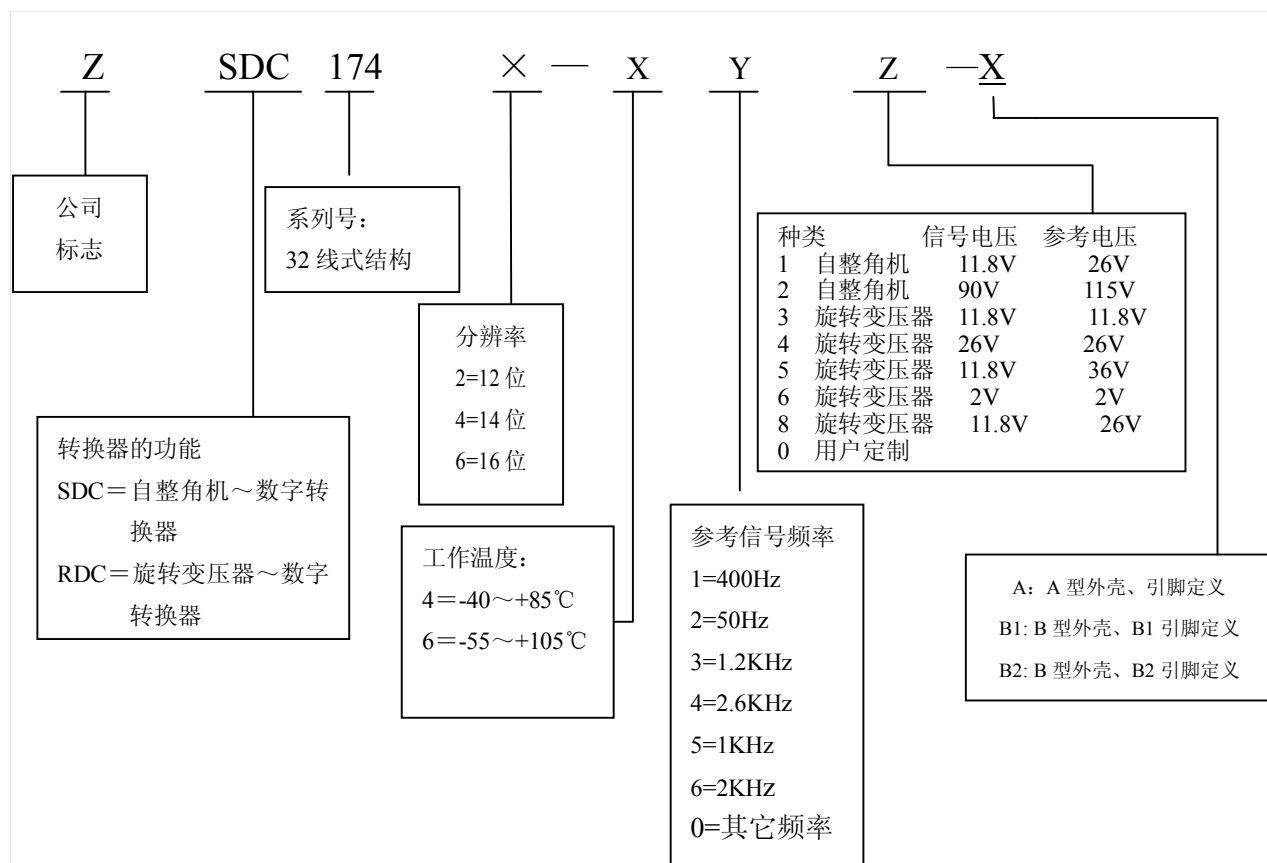 Z SDC 174 × — X Y Z —X
公司
标志
系列号：
32 线式结构
种类 信号电压 参考电压
1 自整角机 11.8V 26V
2 自整角机 90V 115V
3 旋转变压器 11.8V 11.8V
4 旋转变压器 26V 26V
5 旋转变压器 11.8V 36V
6 旋转变压器 2V 2V
8 旋转变压器 11.8V 26V
0 用户定制
分辨率
2=12 位
4=14 位
6=16 位
转换器的功能
SDC＝自整角机～数字转
换器
RDC＝旋转变压器～数字
转换器
工作温度：
4＝-40～+85℃
6＝-55～+105℃
参考信号频率
1=400Hz
2=50Hz
3=1.2KHz
4=2.6KHz
5=1KHz
6=2KHz
0=其它频率
A：A 型外壳、引脚定义
B1: B 型外壳、B1 引脚定义
B2: B 型外壳、B2 引脚定义